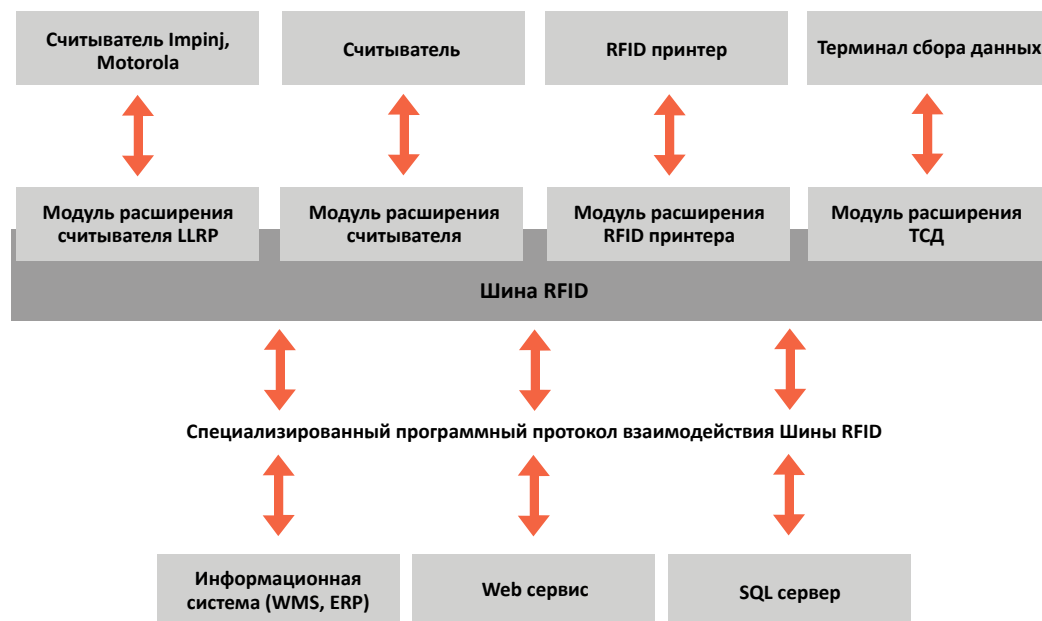 Считыватель Impinj,
Motorola
Считыватель
RFID принтер
Терминал сбора данных
Модуль расширения
считывателя LLRP
Модуль расширения
считывателя
Модуль расширения
RFID принтера
Модуль расширения
ТСД
Шина RFID
Специализированный программный протокол взаимодействия Шины RFID
Информационная
система (WMS, ERP)
Web сервис
SQL сервер